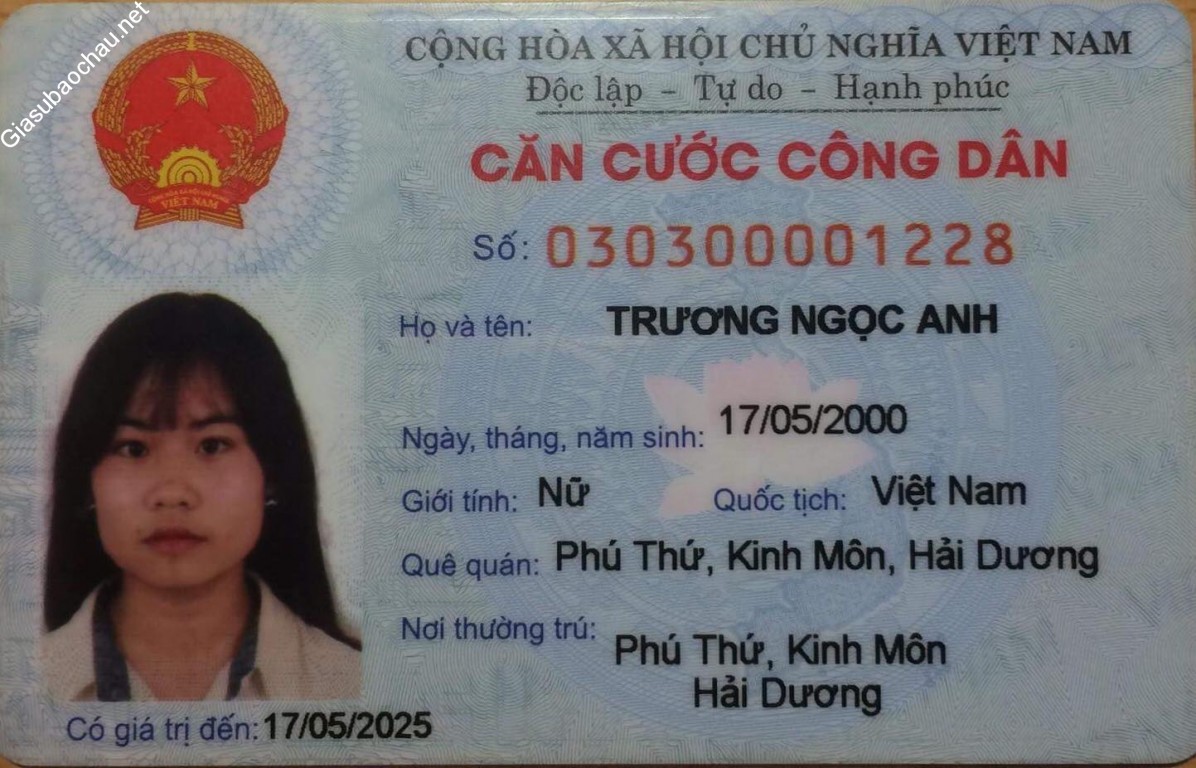 Giasubaochau.net
CỘNG HÒA XÃ HỘI CHỦ NGHĨA VIỆT NAM
Độc lập – Tự do – Hạnh phúc
CĂN CƯỚC CÔNG DÂN
Số: 030300001228
Họ và tên: TRƯƠNG NGỌC ANH
Ngày, tháng, năm sinh: 17/05/2000
Giới tính: Nữ Quốc tịch: Việt Nam
Quê quán: Phú Thứ, Kinh Môn, Hải Dương
Nơi thường trú: Phú Thứ, Kinh Môn
Hải Dương
Có giá trị đến: 17/05/2025
VIỆT NAM